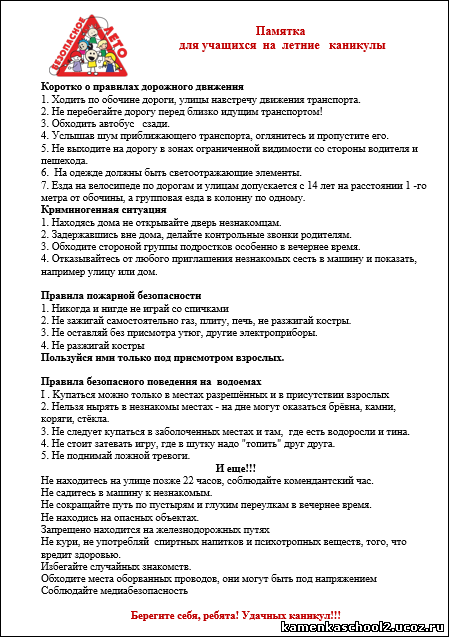 БЕЗОПАСНОЕ ЛЕТО
Памятка
для учащихся на летние каникулы
Коротко о правилах дорожного движения
1. Ходить по обочине дороги, улицы навстречу движения транспорта.
2. Не перебегайте дорогу перед близко идущим транспортом!
3. Обходить автобус сзади.
4. Услышав шум приближающего транспорта, оглянитесь и пропустите его.
5. Не выходите на дорогу в зонах ограниченной видимости со стороны водителя и
пешехода.
6. На одежде должны быть светоотражающие элементы.
7. Езда на велосипеде по дорогам и улицам допускается с 14 лет на расстоянии 1 -го
метра от обочины, а групповая езда в колонну по одному.
Криминогенная ситуация
1. Находясь дома не открывайте дверь незнакомцам.
2. Задержавшись вне дома, делайте контрольные звонки родителям.
3. Обходите стороной группы подростков особенно в вечернее время.
4. Отказывайтесь от любого приглашения незнакомых сесть в машину и показать,
например улицу или дом.
Правила пожарной безопасности
1. Никогда и нигде не играй со спичками
2. Не зажигай самостоятельно газ, плиту, печь, не разжигай костры.
3. Не оставляй без присмотра утюг, другие электроприборы.
4. Не разжигай костры
Пользуйся ими только под присмотром взрослых.
Правила безопасного поведения на водоемах
I . Купаться можно только в местах разрешённых и в присутствии взрослых
2. Нельзя нырять в незнакомы местах - на дне могут оказаться брёвна, камни,
коряги, стёкла.
3. Не следует купаться в заболоченных местах и там, где есть водоросли и тина.
4. Не стоит затевать игру, где в шутку надо "топить" друг друга.
5. Не поднимай ложной тревоги.
И еще!!!
Не находитесь на улице позже 22 часов, соблюдайте комендантский час.
Не садитесь в машину к незнакомым.
Не сокращайте путь по пустырям и глухим переулкам в вечернее время.
Не находись на опасных объектах.
Запрещено находится на железнодорожных путях
Не кури, не употребляй спиртных напитков и психотропных веществ, того, что
вредит здоровью.
Избегайте случайных знакомств.
Обходите места оборванных проводов, они могут быть под напряжением
Соблюдайте медиабезопасность
Берегите себя, ребята! Удачных каникул!!!
kamenkaschool2.ucoz.ru